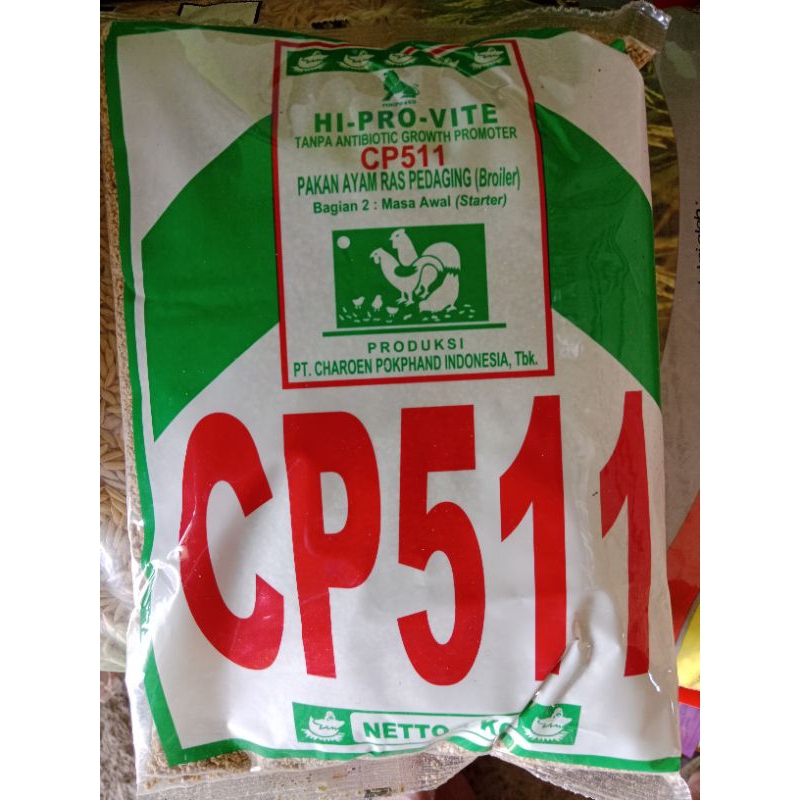 HI-PRO-VITE
TANPA ANTIBIOTIC GROWTH PROMOTER
CP511
PAKAN AYAM RAS PEDAGING (Broiler)
Bagian 2 : Masa Awal (Starter)
PRODUKSI
PT. CHAROEN POKPHAND INDONESIA, Tbk.
CP511
NETTO